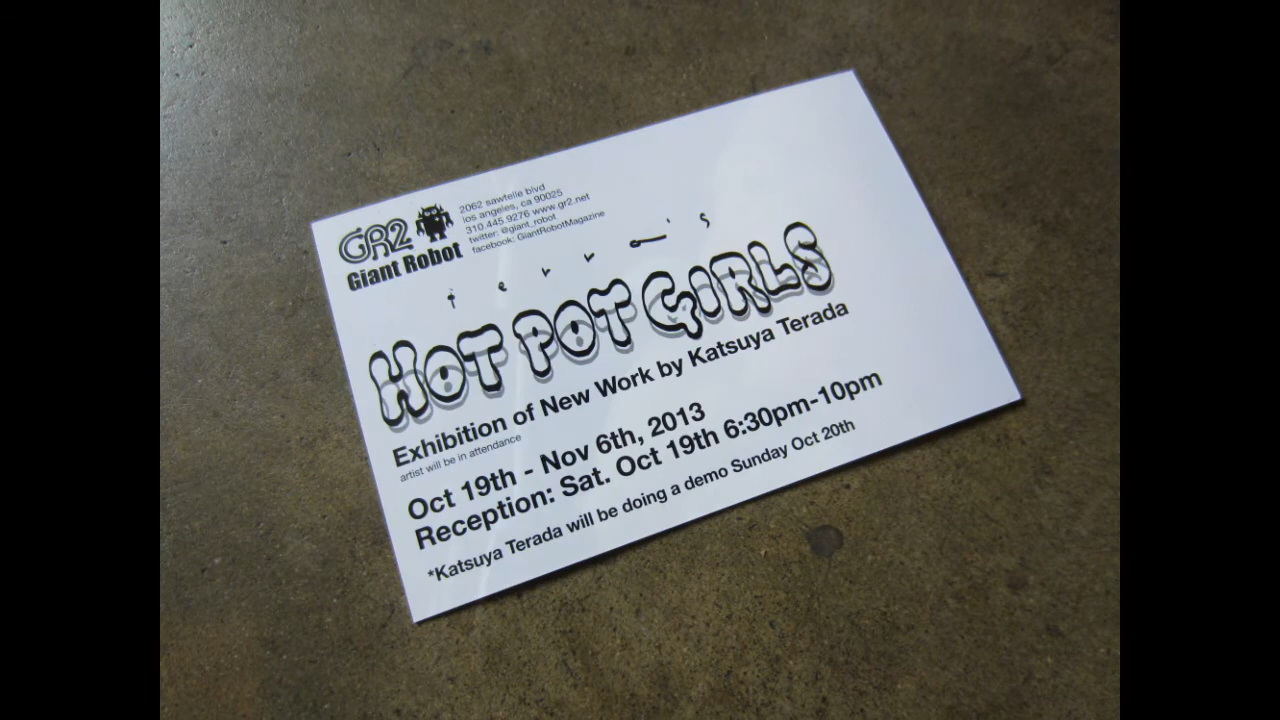 GR2
Giant Robot
2062 sawtelle blvd
los angeles, ca 90025
310.445.9276 www.gr2.net
twitter: @giant_robot
facebook: GiantRobotMagazine
HOT POT GIRLS
Exhibition of New Work by Katsuya Terada
artist will be in attendance
Oct 19th - Nov 6th, 2013
Reception: Sat. Oct 19th 6:30pm-10pm
*Katsuya Terada will be doing a demo Sunday Oct 20th